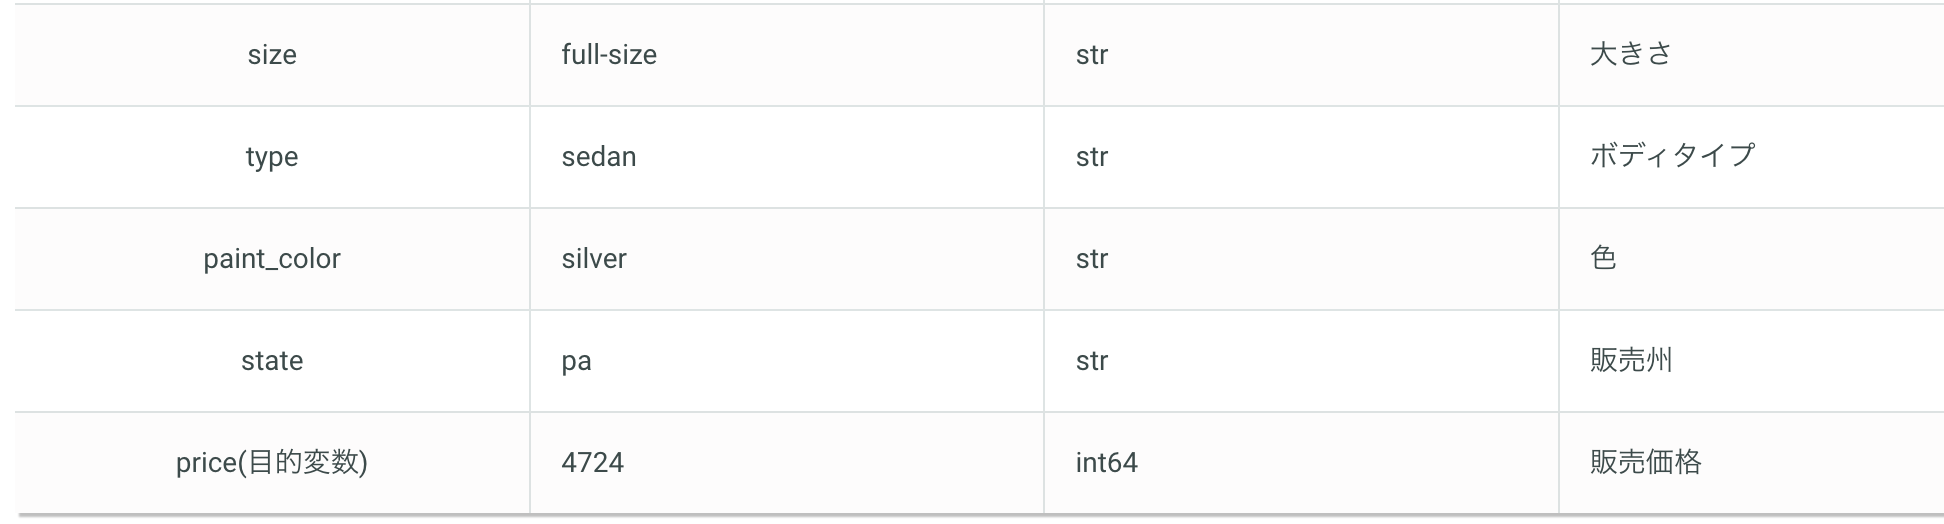 size full-size str 大きさ
type sedan str ボディタイプ
paint_color silver str 色
state pa str 販売州
price(目的変数) 4724 int64 販売価格